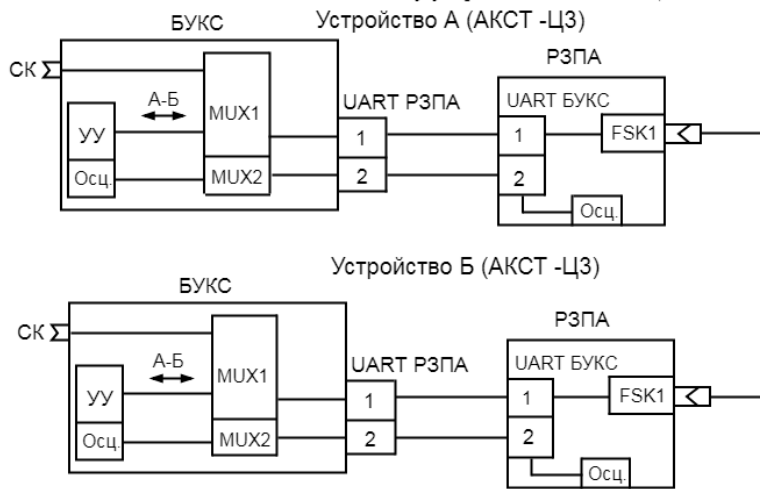 Устройство А (АКСТ -ЦЗ)
БУКС
РЗПА
СК
А-Б
MUX1
UART РЗПА
UART БУКС
УУ
1
1
FSK1
Осц.
MUX2
2
2
Осц.
Устройство Б (АКСТ -ЦЗ)
БУКС
РЗПА
СК
А-Б
MUX1
UART РЗПА
UART БУКС
УУ
1
1
FSK1
Осц.
MUX2
2
2
Осц.